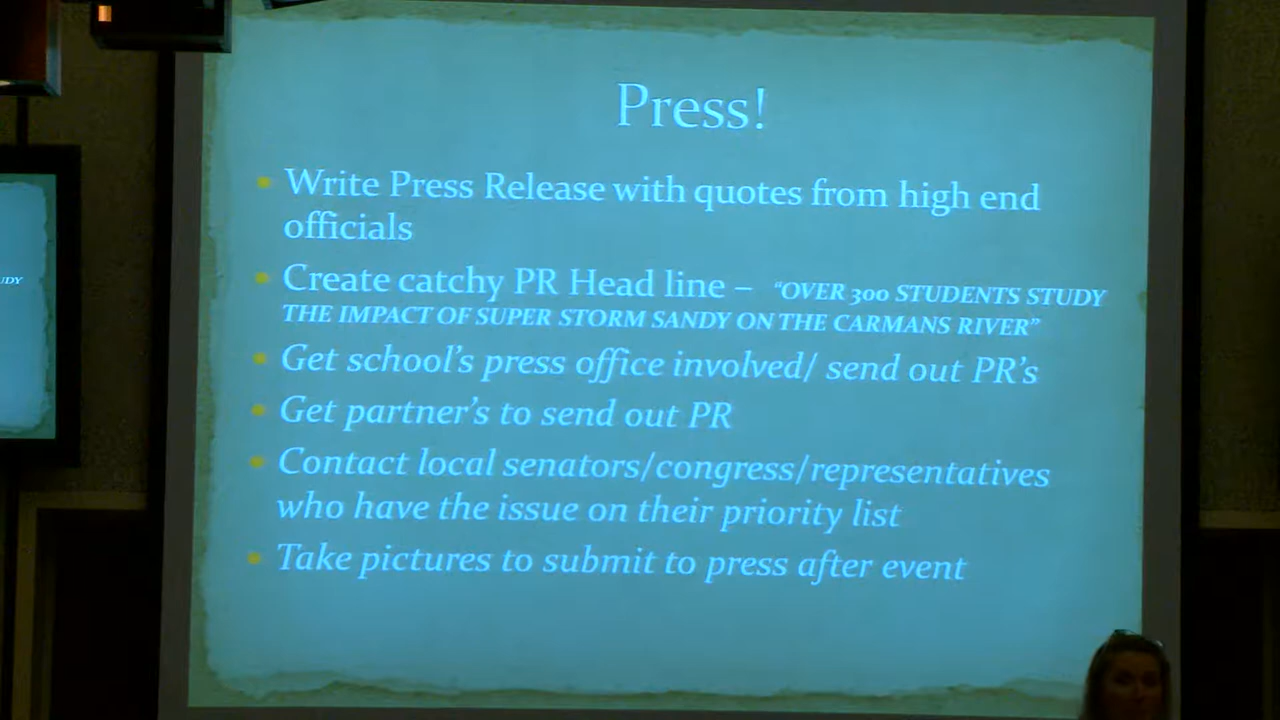 Press!
Write Press Release with quotes from high end
officials
Create catchy PR Head line – “OVER 300 STUDENTS STUDY
THE IMPACT OF SUPER STORM SANDY ON THE CARMANS RIVER”
Get school’s press office involved/ send out PR’s
Get partner’s to send out PR
Contact local senators/congress/representatives
who have the issue on their priority list
Take pictures to submit to press after event